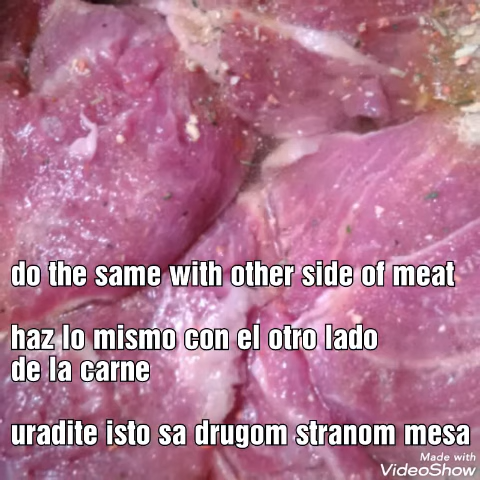 do the same with other side of meat
haz lo mismo con el otro lado
de la carne
uradite isto sa drugom stranom mesa
Made with
VideoShow